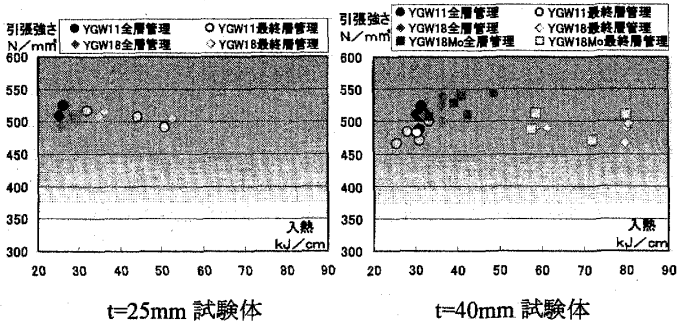 引張強さ
N/mm²
●YGW11全層管理 ○YGW11最終層管理
◆YGW18全層管理 ◇YGW18最終層管理
600
550
500
450
400
350
300
入熱
kJ/cm
20 30 40 50 60 70 80 90
t=25mm 試験体
引張強さ
N/mm²
●YGW11全層管理 ○YGW11最終層管理
◆YGW18全層管理 ◇YGW18最終層管理
■YGW18Mo全層管理 □YGW18Mo最終層管理
600
550
500
450
400
350
300
入熱
kJ/cm
20 30 40 50 60 70 80 90
t=40mm 試験体